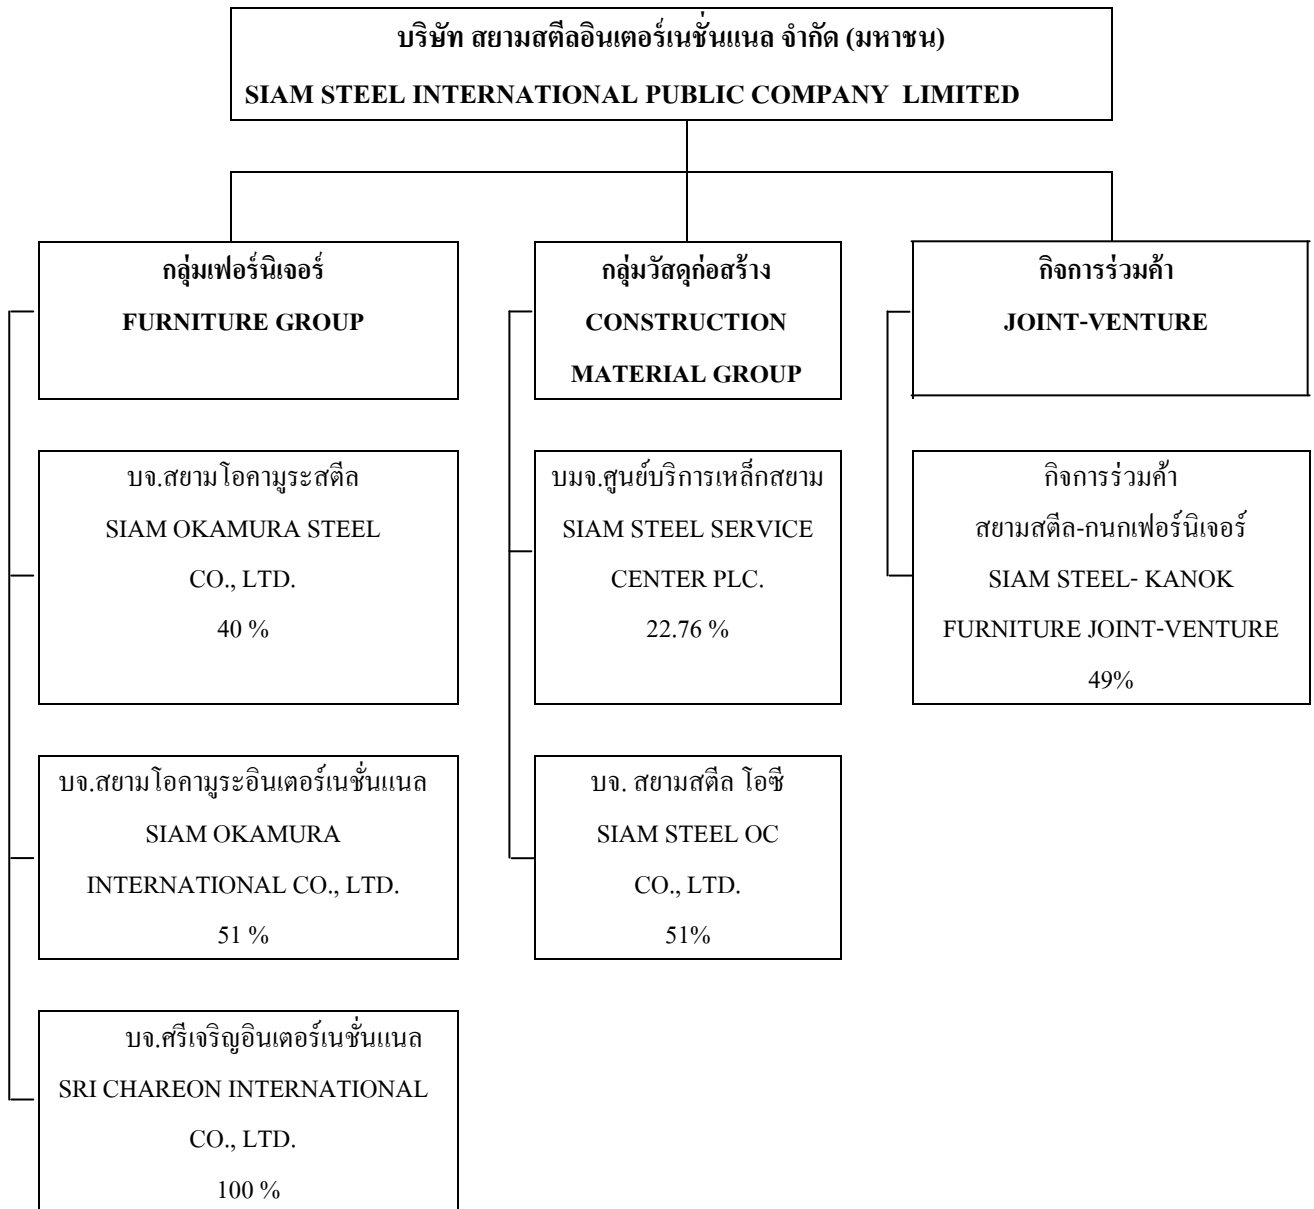 บริษัท สยามสตีลอินเตอร์เนชั่นแนล จำกัด (มหาชน)
SIAM STEEL INTERNATIONAL PUBLIC COMPANY LIMITED
กลุ่มเฟอร์นิเจอร์
FURNITURE GROUP
กลุ่มวัสดุก่อสร้าง
CONSTRUCTION
MATERIAL GROUP
กิจการร่วมค้า
JOINT-VENTURE
บจ.สยามโอคามูระสตีล
SIAM OKAMURA STEEL
CO., LTD.
40 %
บมจ.ศูนย์บริการเหล็กสยาม
SIAM STEEL SERVICE
CENTER PLC.
22.76 %
กิจการร่วมค้า
สยามสตีล-กนกเฟอร์นิเจอร์
SIAM STEEL- KANOK
FURNITURE JOINT-VENTURE
49%
บจ.สยามโอคามูระอินเตอร์เนชั่นแนล
SIAM OKAMURA
INTERNATIONAL CO., LTD.
51 %
บจ. สยามสตีล โอซี
SIAM STEEL OC
CO., LTD.
51%
บจ.ศรีเจริญอินเตอร์เนชั่นแนล
SRI CHAREON INTERNATIONAL
CO., LTD.
100 %